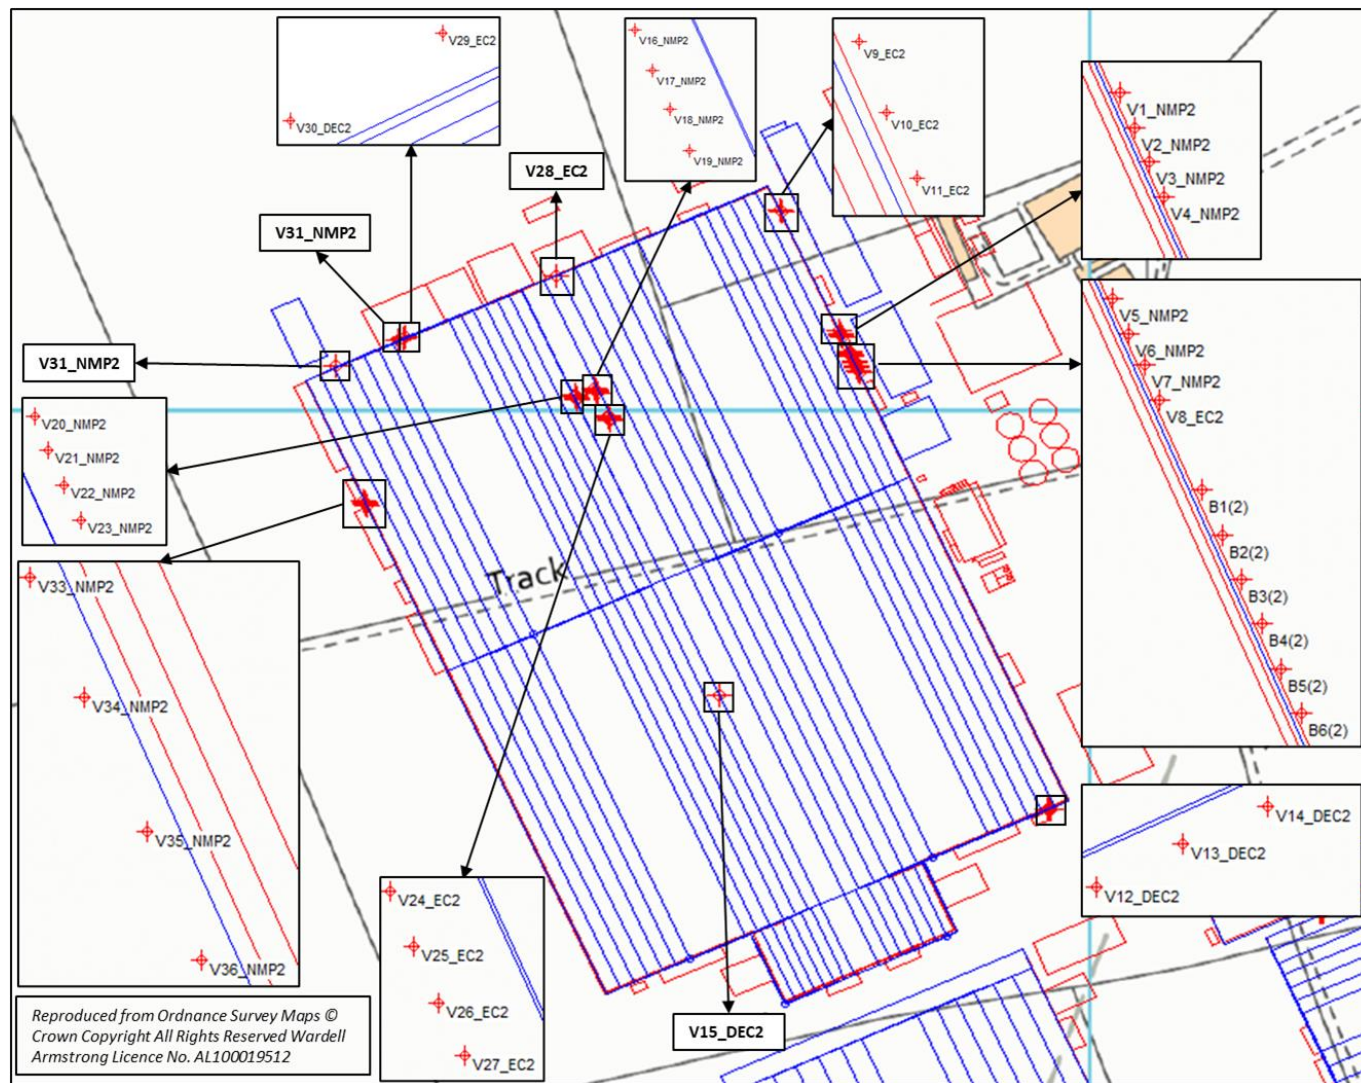 V29_EC2
V30_DEC2
V16_NMP2
V17_NMP2
V18_NMP2
V19_NMP2
V9_EC2
V10_EC2
V11_EC2
V1_NMP2
V2_NMP2
V3_NMP2
V4_NMP2
V28_EC2
V31_NMP2
V31_NMP2
V5_NMP2
V6_NMP2
V7_NMP2
V8_EC2
B1(2)
B2(2)
B3(2)
B4(2)
B5(2)
B6(2)
V20_NMP2
V21_NMP2
V22_NMP2
V23_NMP2
Track
V33_NMP2
V34_NMP2
V35_NMP2
V36_NMP2
V14_DEC2
V13_DEC2
V12_DEC2
V24_EC2
V25_EC2
V26_EC2
V27_EC2
V15_DEC2
Reproduced from Ordnance Survey Maps ©
Crown Copyright All Rights Reserved Wardell
Armstrong Licence No. AL100019512